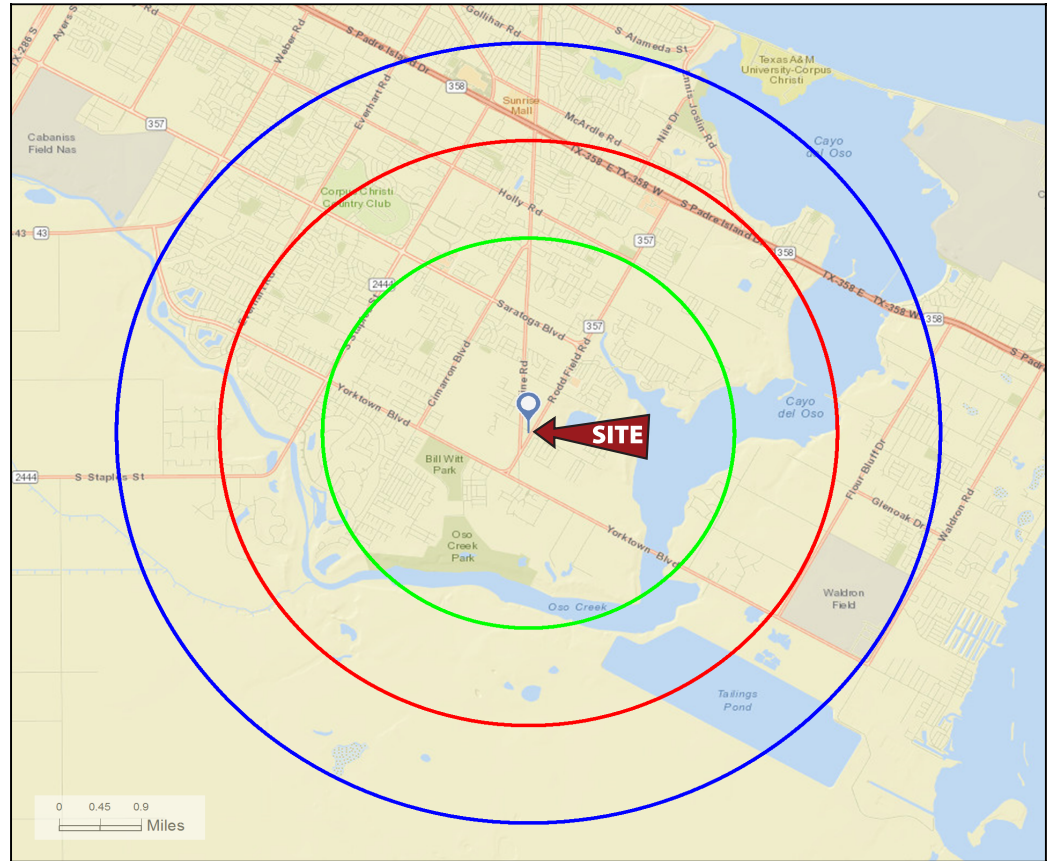 Gollihar Rd
S Alameda St
TX-286 S
Ayers S
Rd
Weber Rd
S Padre Island Dr
358
Texas A&M
University-Corpus
Christi
Everhart Rd
Sunrise
Mall
McArdle Rd
Nile Dr
Ennis Joslin Rd
357
Cabaniss
Field Nas
Cayo
del Oso
TX-358 E TX-358 W
Corpus Christi
Country Club
Holly Rd
S Padre Island D
43
43
357
358
2444
TX-358 E TX-358 W
358
S Padre
S Staples St
Saratoga Blvd
357
Cimarron Blvd
Rodd Field Rd
Yorktown Blvd
SITE
Cayo
del Oso
Bill Witt
Park
Flour Bluff Dr
2444
S Staples St
Glenoak Dr
Waldron Rd
Oso
Creek
Park
Yorktown Blvd
Oso Creek
Waldron
Field
Tailings
Pond
0 0.45 0.9
Miles